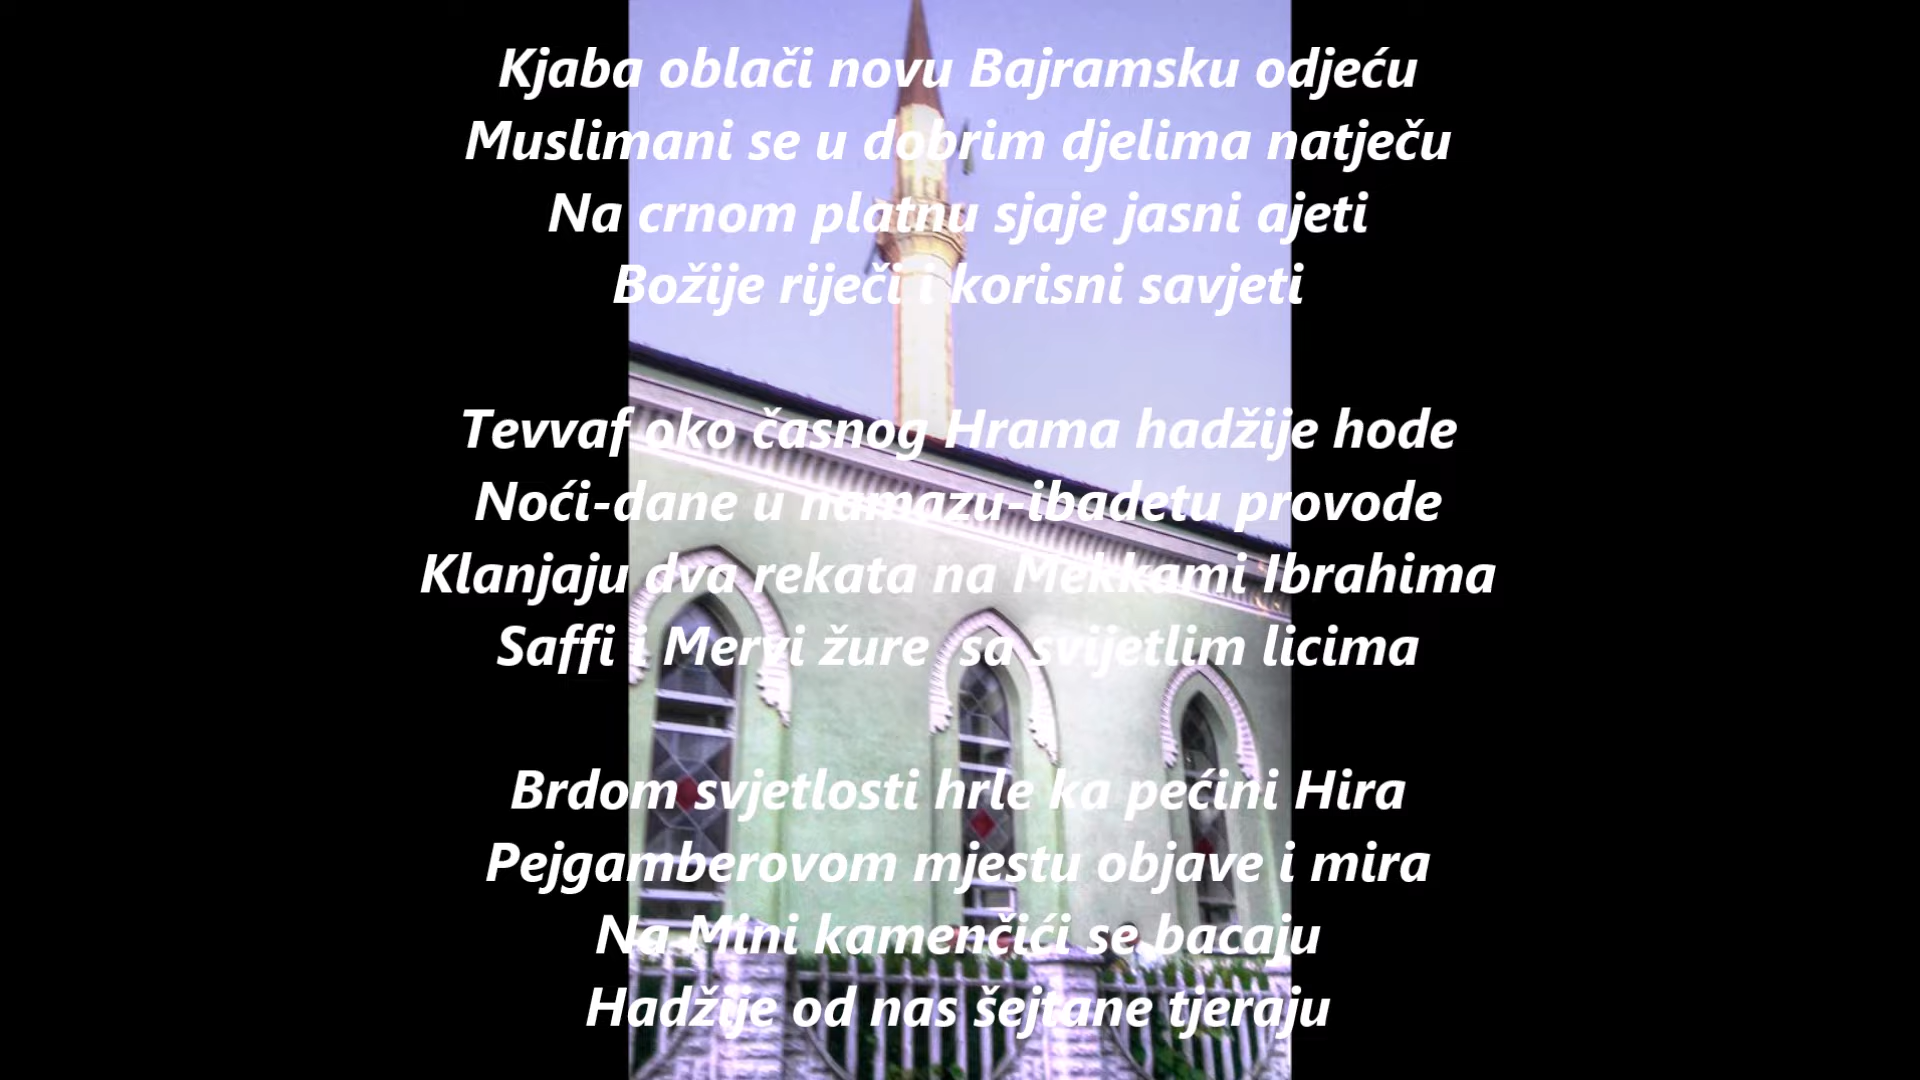 Kjaba oblači novu Bajramsku odjeću
Muslimani se u dobrim djelima natječu
Na crnom platnu sjaje jasni ajeti
Božije riječi i korisni savjeti
Tevvaf oko časnog Hrama hadžije hode
Noći-dane u namazu-ibadetu provode
Klanjaju dva rekata na Mekkami Ibrahima
Saffi i Mervi žure  sa svijetlim licima
Brdom svjetlosti hrle ka pećini Hira
Pejgamberovom mjestu objave i mira
Na Mini kamenčići se bacaju
Hadžije od nas šejtane tjeraju